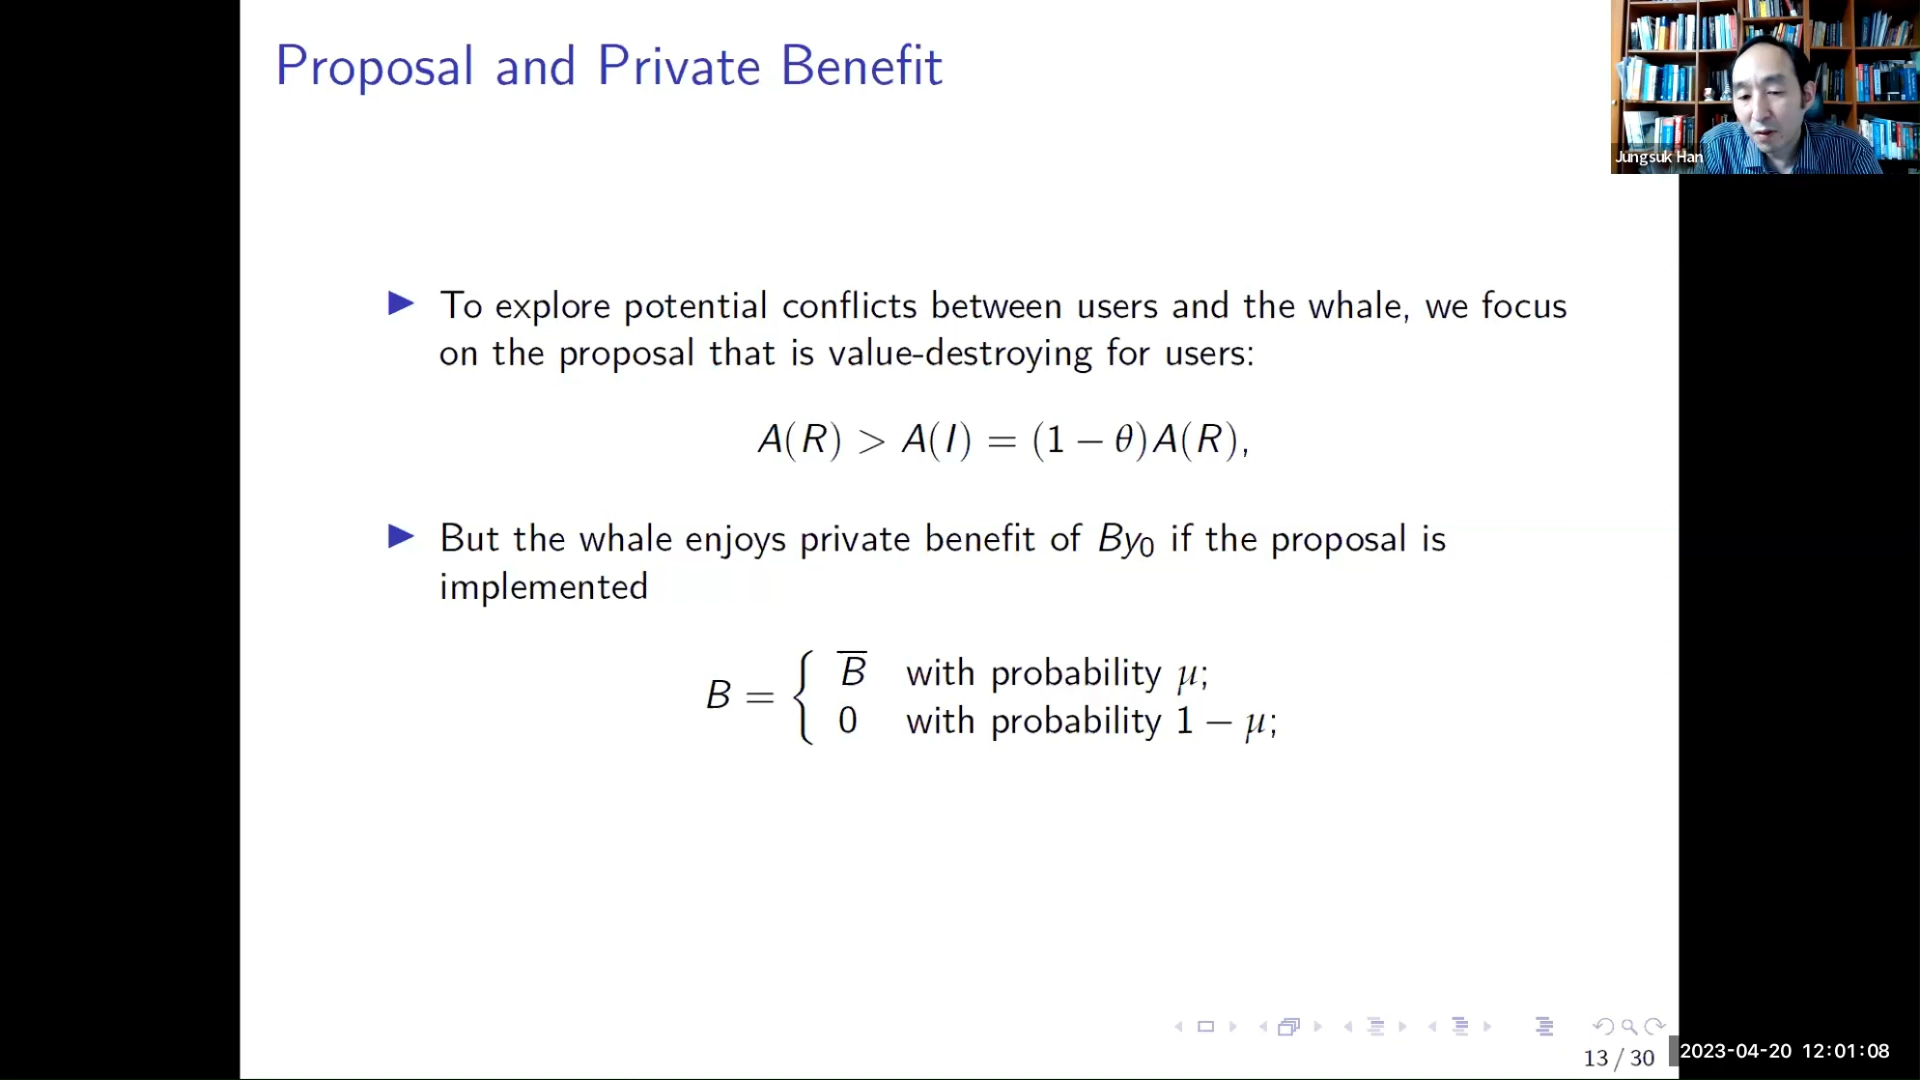 Proposal and Private Benefit
Jungsuk Han
▶ To explore potential conflicts between users and the whale, we focus
on the proposal that is value-destroying for users:
A(R) > A(I) = (1 − θ)A(R),
▶ But the whale enjoys private benefit of By₀ if the proposal is
implemented
B = { B̅ with probability μ;
0 with probability 1 − μ;
13 / 30
2023-04-20 12:01:08